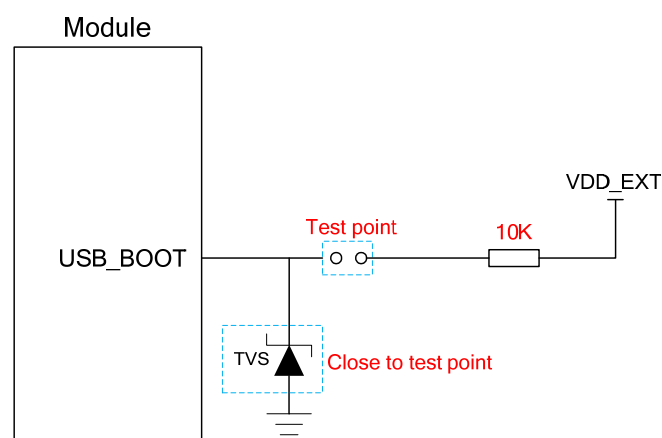 Module
VDD_EXT
Test point
10K
USB_BOOT
TVS
Close to test point